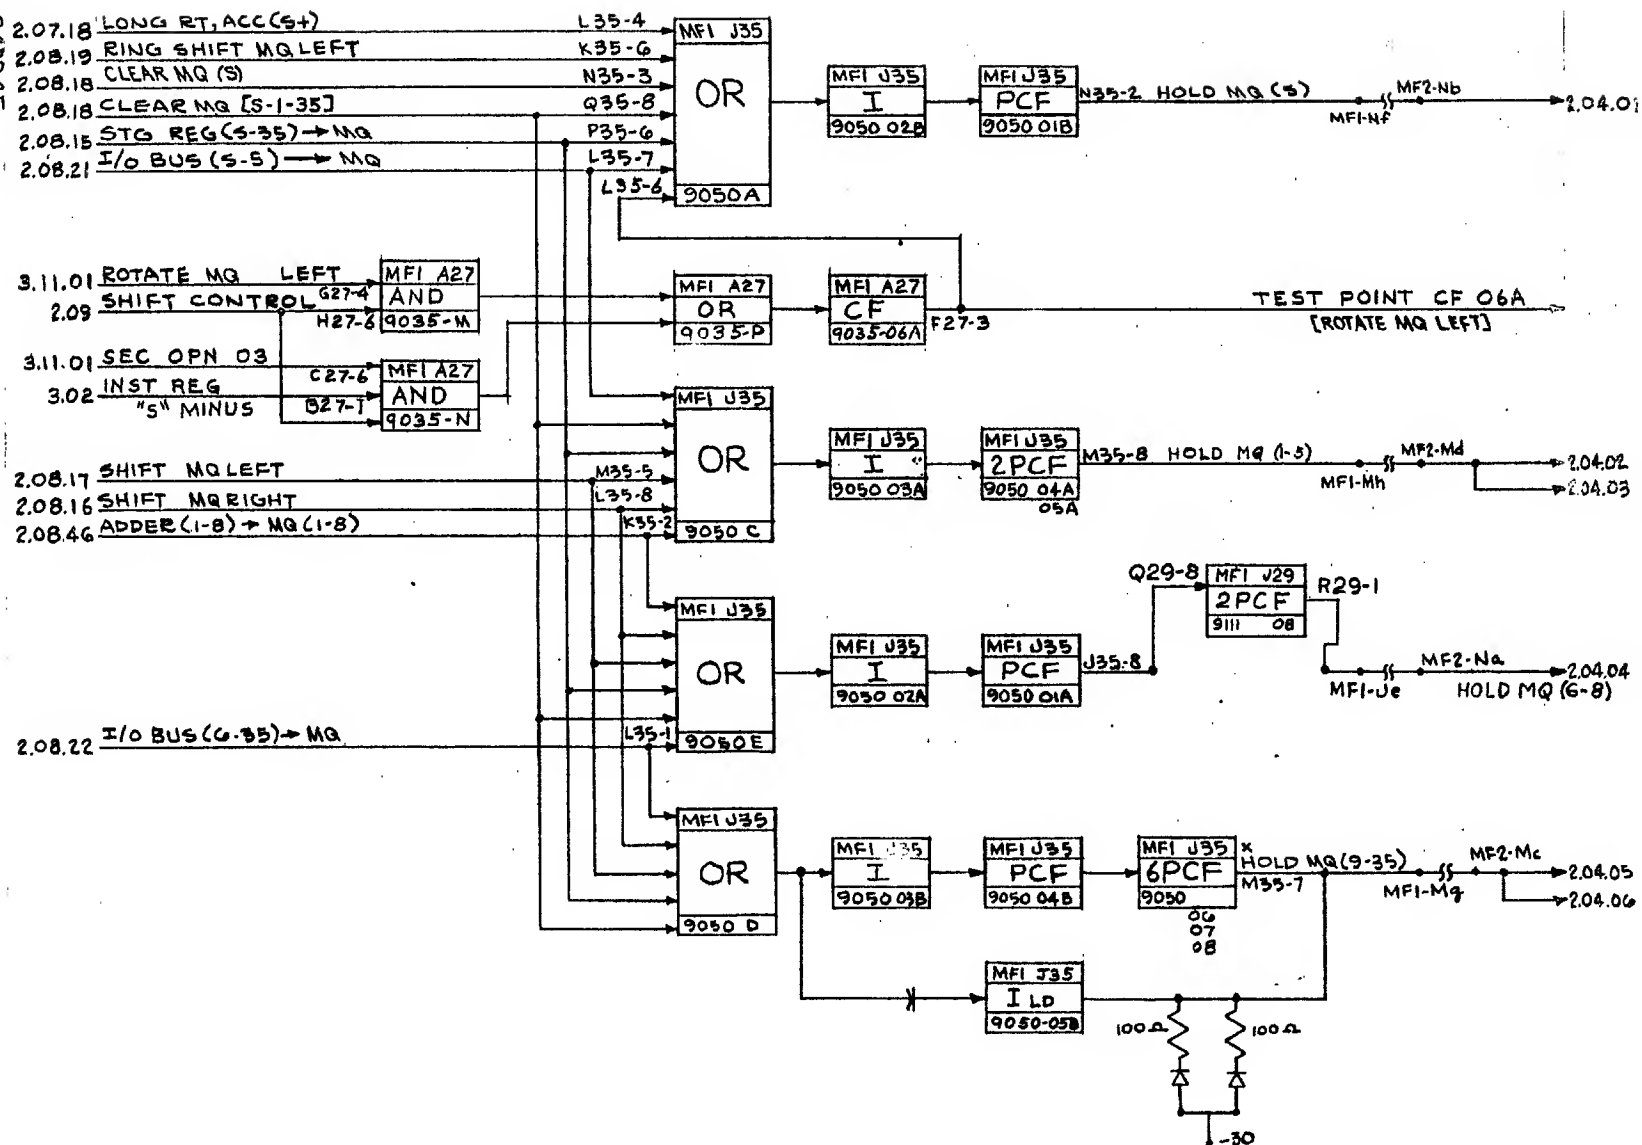 2.07.18 LONG RT, ACC (S+) L35-4
2.08.19 RING SHIFT MQ LEFT K35-6
2.08.18 CLEAR MQ (S) N35-3
2.08.18 CLEAR MQ [S-1-35] Q35-8
2.08.15 STG REG (S-35) → MQ P35-6
2.08.21 I/O BUS (S-5) → MQ L35-7
L35-6
MFI J35
OR
9050A
MFI J35
I
9050 02B
MFI J35
PCF
9050 01B
N35-2 HOLD MQ (S)
MFI-Nf
MF2-Nb
3.11.01 ROTATE MQ LEFT G27-4
2.09 SHIFT CONTROL H27-6
MFI A27
AND
9035-M
3.11.01 SEC OPN 03 C27-6
3.02 INST REG "S" MINUS B27-7
MFI A27
AND
9035-N
MFI A27
OR
9035-P
MFI A27
CF
9035-06A
F27-3
TEST POINT CF 06A
[ROTATE MQ LEFT]
2.08.17 SHIFT MQ LEFT M35-5
2.08.16 SHIFT MQ RIGHT L35-8
2.08.46 ADDER (1-8) → MQ (1-8) K35-2
MFI J35
OR
9050 C
MFI J35
I
9050 03A
MFI J35
2PCF
9050 04A
05A
M35-8 HOLD MQ (1-5)
MFI-Mh
MF2-Md
2.04.02
2.04.03
MFI J35
OR
9050E
MFI J35
I
9050 02A
MFI J35
PCF
9050 01A
J35-8
Q29-8
MFI J29
2PCF
9111 08
R29-1
MFI-Je
MF2-Na
2.04.04
HOLD MQ (6-8)
2.08.22 I/O BUS (6-35) → MQ L35-1
MFI J35
OR
9050 D
MFI J35
I
9050 03B
MFI J35
PCF
9050 04B
MFI J35
6PCF
9050
06
07
08
x
HOLD MQ (9-35)
M35-7
MFI-Mg
MF2-Mc
2.04.05
2.04.06
MFI J35
I LD
9050-05B
100Ω
100Ω
-30